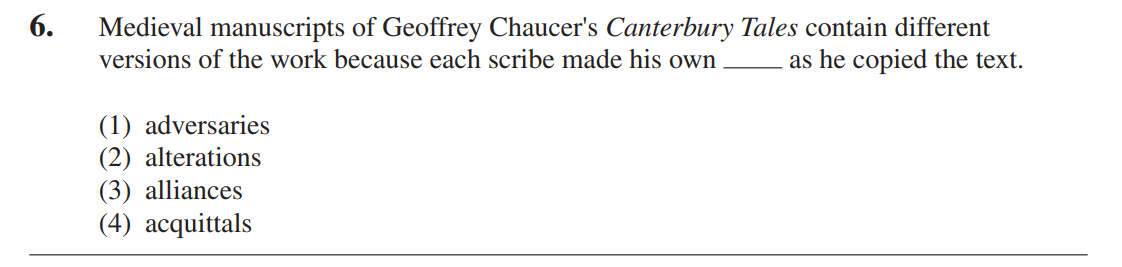 6. Medieval manuscripts of Geoffrey Chaucer's Canterbury Tales contain different
versions of the work because each scribe made his own ____ as he copied the text.
(1) adversaries
(2) alterations
(3) alliances
(4) acquittals